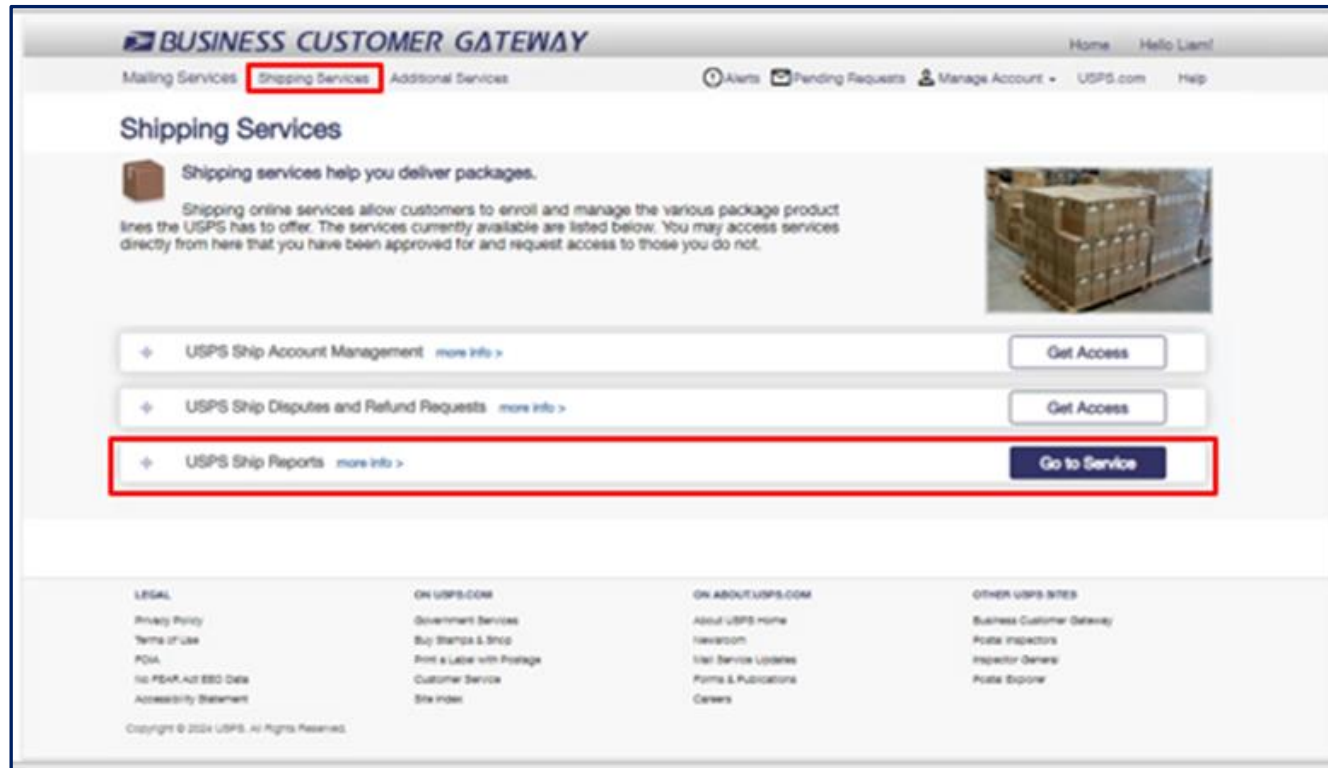 BUSINESS CUSTOMER GATEWAY
Home Hello Liam!
Mailing Services Shipping Services Additional Services Alerts Pending Requests Manage Account USPS.com Help
Shipping Services
Shipping services help you deliver packages.
Shipping online services allow customers to enroll and manage the various package product
lines the USPS has to offer. The services currently available are listed below. You may access services
directly from here that you have been approved for and request access to those you do not.
USPS Ship Account Management more info > Get Access
USPS Ship Disputes and Refund Requests more info > Get Access
USPS Ship Reports more info > Go to Service
LEGAL ON USPS.COM ON ABOUT.USPS.COM OTHER USPS SITES
Privacy Policy Government Services About USPS Home Business Customer Gateway
Terms of Use Buy Stamps & Shop Newsroom Postal Inspectors
FOIA Print a Label with Postage Mail Service Updates Inspector General
No FEAR Act EEO Data Customer Service Forms & Publications Postal Explorer
Accessibility Statement Site Index Careers
Copyright © 2024 USPS. All Rights Reserved.